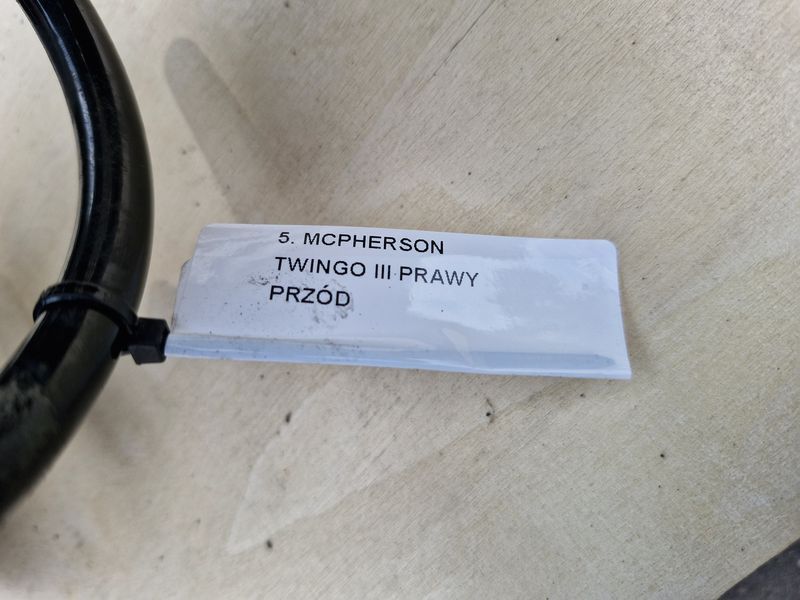 5. MCPHERSON
TWINGO III PRAWY
PRZÓD